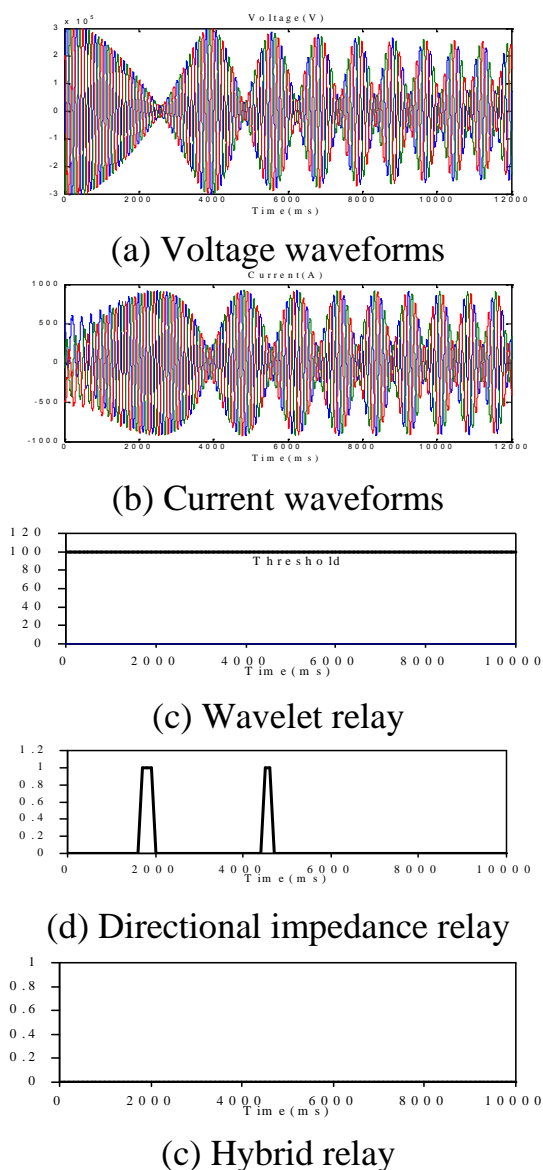 Voltage(V)
x 10⁵
3
2
1
0
-1
-2
-3
0 2000 4000 6000 8000 10000 12000
Time(ms)
(a) Voltage waveforms
Current(A)
1000
500
0
-500
-1000
0 2000 4000 6000 8000 10000 12000
Time(ms)
(b) Current waveforms
120
100
Threshold
80
60
40
20
0
0 2000 4000 6000 8000 10000
Time(ms)
(c) Wavelet relay
1.2
1
0.8
0.6
0.4
0.2
0
0 2000 4000 6000 8000 10000
Time(ms)
(d) Directional impedance relay
1
0.8
0.6
0.4
0.2
0
0 2000 4000 6000 8000 10000
Time(ms)
(c) Hybrid relay